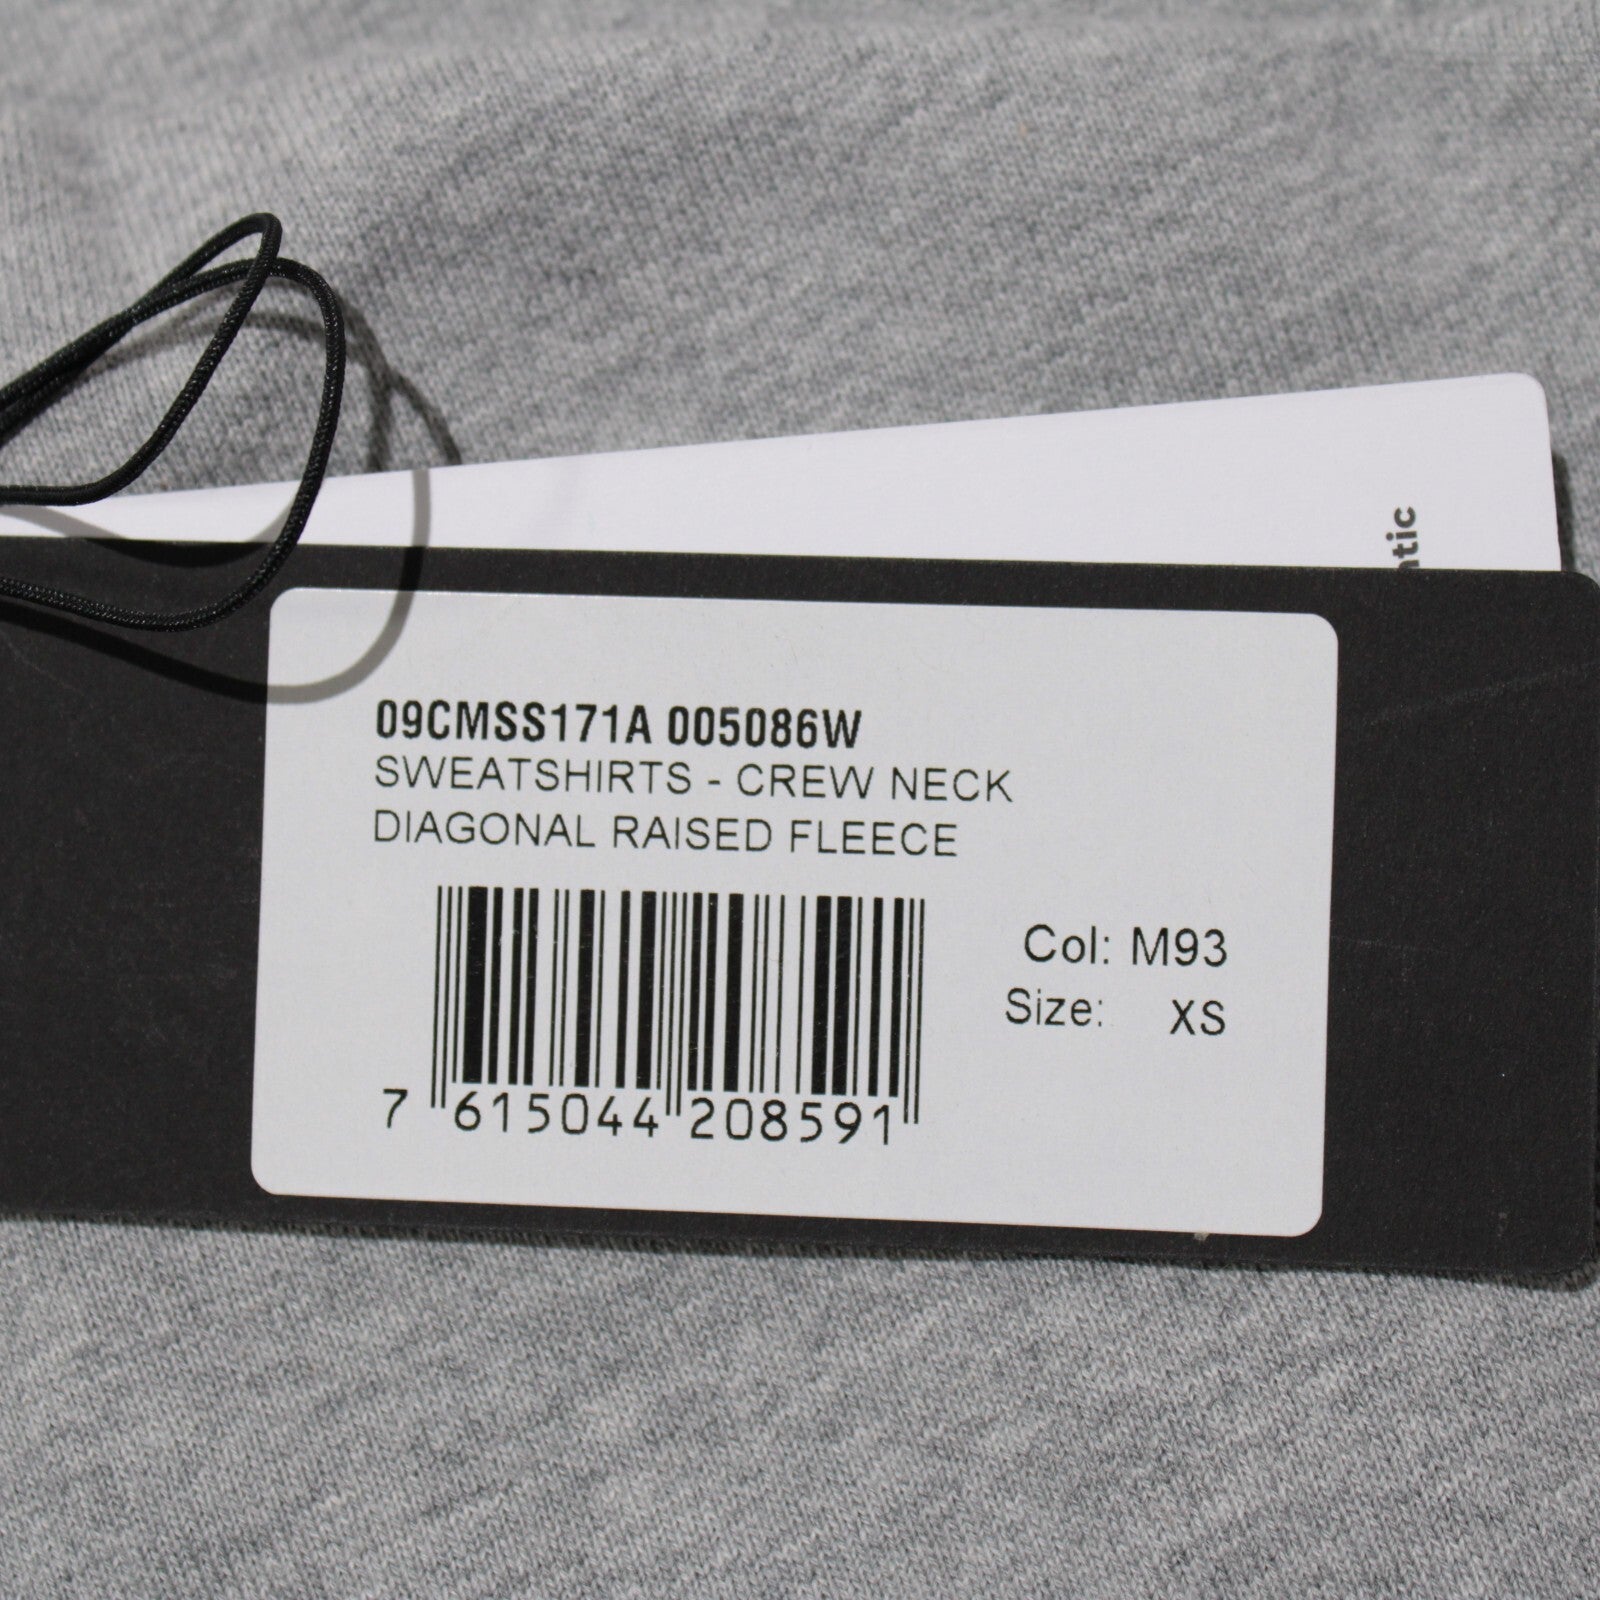 09CMSS171A 005086W
SWEATSHIRTS - CREW NECK
DIAGONAL RAISED FLEECE
Col: M93
Size: XS
7 615044 208591